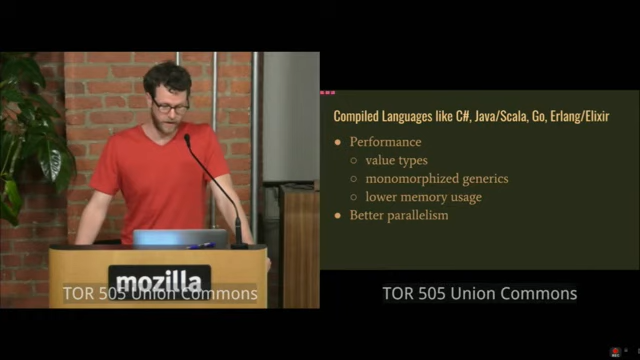 mozilla
TOR 505 Union Commons
Compiled Languages like C#, Java/Scala, Go, Erlang/Elixir
• Performance
○ value types
○ monomorphized generics
○ lower memory usage
• Better parallelism
TOR 505 Union Commons